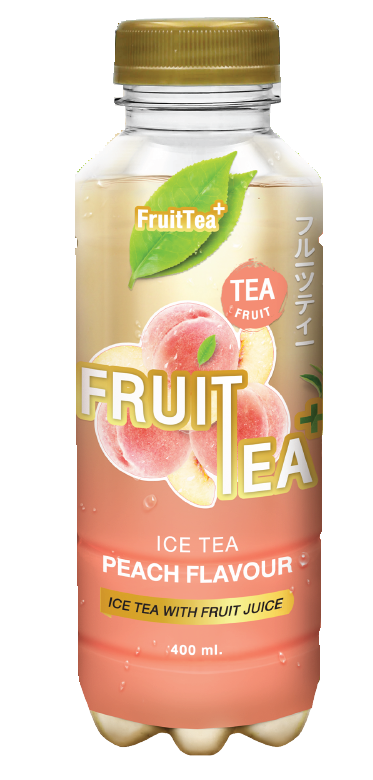 FruitTea+
TEA
FRUIT
フルーツティー
FRUIT
TEA+
ICE TEA
PEACH FLAVOUR
ICE TEA WITH FRUIT JUICE
400 ml.